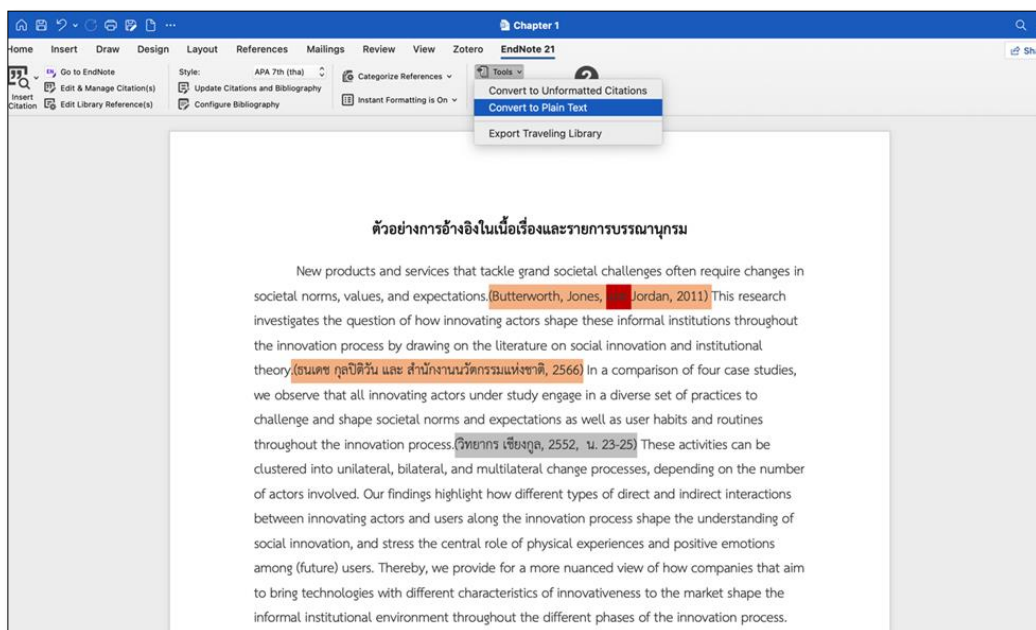 Chapter 1
Home Insert Draw Design Layout References Mailings Review View Zotero EndNote 21
Insert Citation
Go to EndNote
Edit & Manage Citation(s)
Edit Library Reference(s)
Style: APA 7th (tha)
Update Citations and Bibliography
Configure Bibliography
Categorize References
Instant Formatting is On
Tools
2
Convert to Unformatted Citations
Convert to Plain Text
Export Traveling Library
ตัวอย่างการอ้างอิงในเนื้อเรื่องและรายการบรรณานุกรม
New products and services that tackle grand societal challenges often require changes in
societal norms, values, and expectations.(Butterworth, Jones, Jordan, 2011) This research
investigates the question of how innovating actors shape these informal institutions throughout
the innovation process by drawing on the literature on social innovation and institutional
theory.(ธนเดช กุลปิติวัน และ สำนักงานนวัตกรรมแห่งชาติ, 2566) In a comparison of four case studies,
we observe that all innovating actors under study engage in a diverse set of practices to
challenge and shape societal norms and expectations as well as user habits and routines
throughout the innovation process.(วิทยากร เชียงกูล, 2552, น. 23-25) These activities can be
clustered into unilateral, bilateral, and multilateral change processes, depending on the number
of actors involved. Our findings highlight how different types of direct and indirect interactions
between innovating actors and users along the innovation process shape the understanding of
social innovation, and stress the central role of physical experiences and positive emotions
among (future) users. Thereby, we provide for a more nuanced view of how companies that aim
to bring technologies with different characteristics of innovativeness to the market shape the
informal institutional environment throughout the different phases of the innovation process.